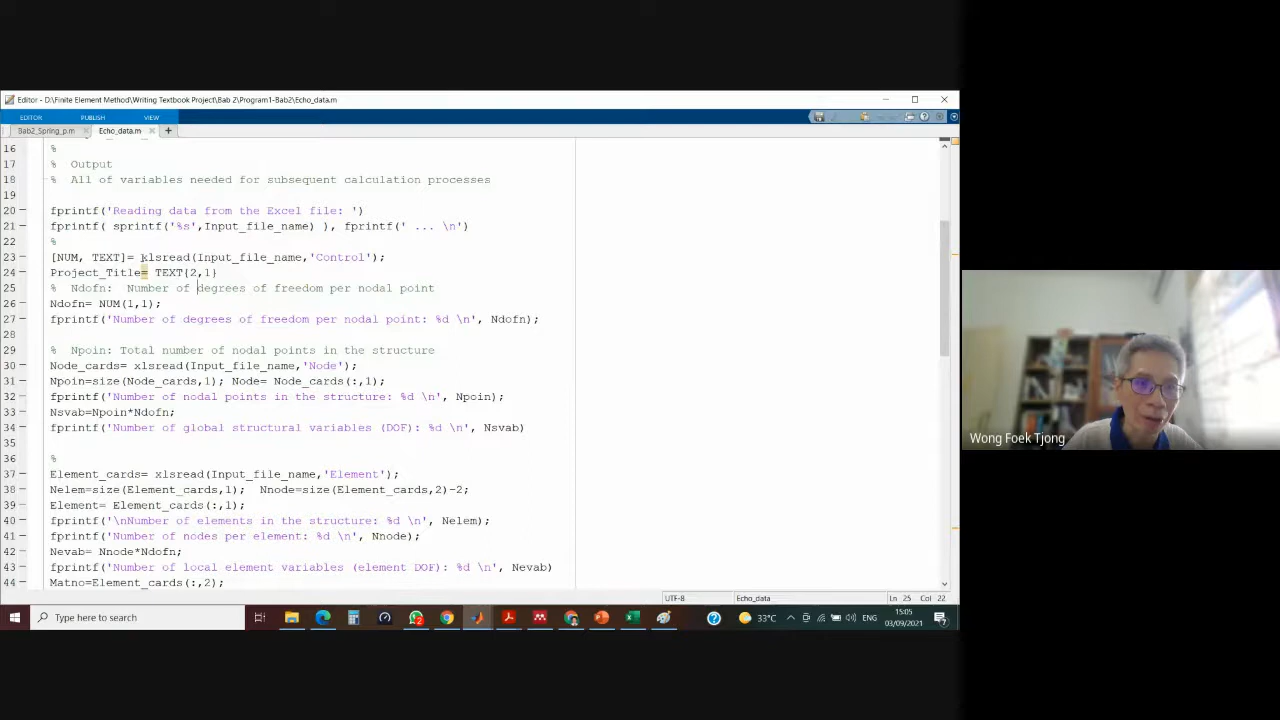 Editor - D:\Finite Element Method\Writing Textbook Project\Bab 2\Program1-Bab2\Echo_data.m
EDITOR PUBLISH VIEW
Bab2_Spring_p.m Echo_data.m
16 %
17 % Output
18 % All of variables needed for subsequent calculation processes
19
20 fprintf('Reading data from the Excel file: ')
21 fprintf( sprintf('%s',Input_file_name) ), fprintf(' ... \n')
22 %
23 [NUM, TEXT]= xlsread(Input_file_name,'Control');
24 Project_Title= TEXT{2,1}
25 % Ndofn: Number of degrees of freedom per nodal point
26 Ndofn= NUM(1,1);
27 fprintf('Number of degrees of freedom per nodal point: %d \n', Ndofn);
28
29 % Npoin: Total number of nodal points in the structure
30 Node_cards= xlsread(Input_file_name,'Node');
31 Npoin=size(Node_cards,1); Node= Node_cards(:,1);
32 fprintf('Number of nodal points in the structure: %d \n', Npoin);
33 Nsvab=Npoin*Ndofn;
34 fprintf('Number of global structural variables (DOF): %d \n', Nsvab)
35
36 %
37 Element_cards= xlsread(Input_file_name,'Element');
38 Nelem=size(Element_cards,1); Nnode=size(Element_cards,2)-2;
39 Element= Element_cards(:,1);
40 fprintf('\nNumber of elements in the structure: %d \n', Nelem);
41 fprintf('Number of nodes per element: %d \n', Nnode);
42 Nevab= Nnode*Ndofn;
43 fprintf('Number of local element variables (element DOF): %d \n', Nevab)
44 Matno=Element_cards(:,2);
UTF-8 Echo_data Ln 25 Col 22
Type here to search
33°C ENG 15:05
03/09/2021
Wong Foek Tjong